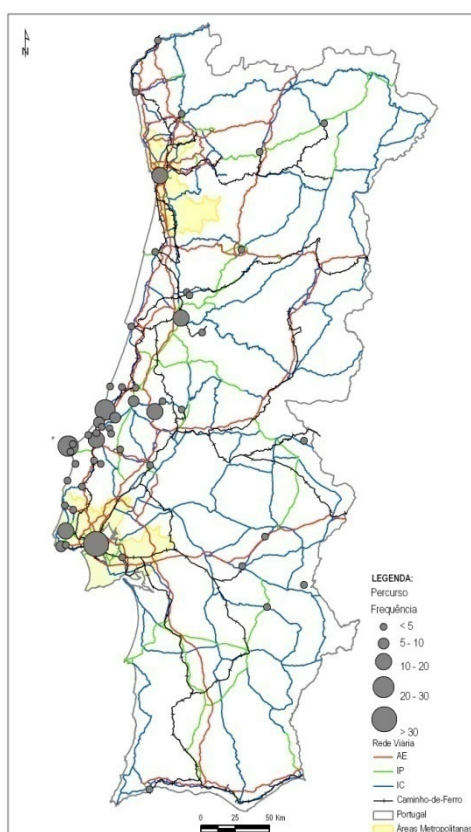 N
LEGENDA:
Percurso
Frequência
< 5
5 - 10
10 - 20
20 - 30
> 30
Rede Viária
AE
IP
IC
Caminho-de-Ferro
Portugal
Áreas Metropolitanas
0 25 50 Km